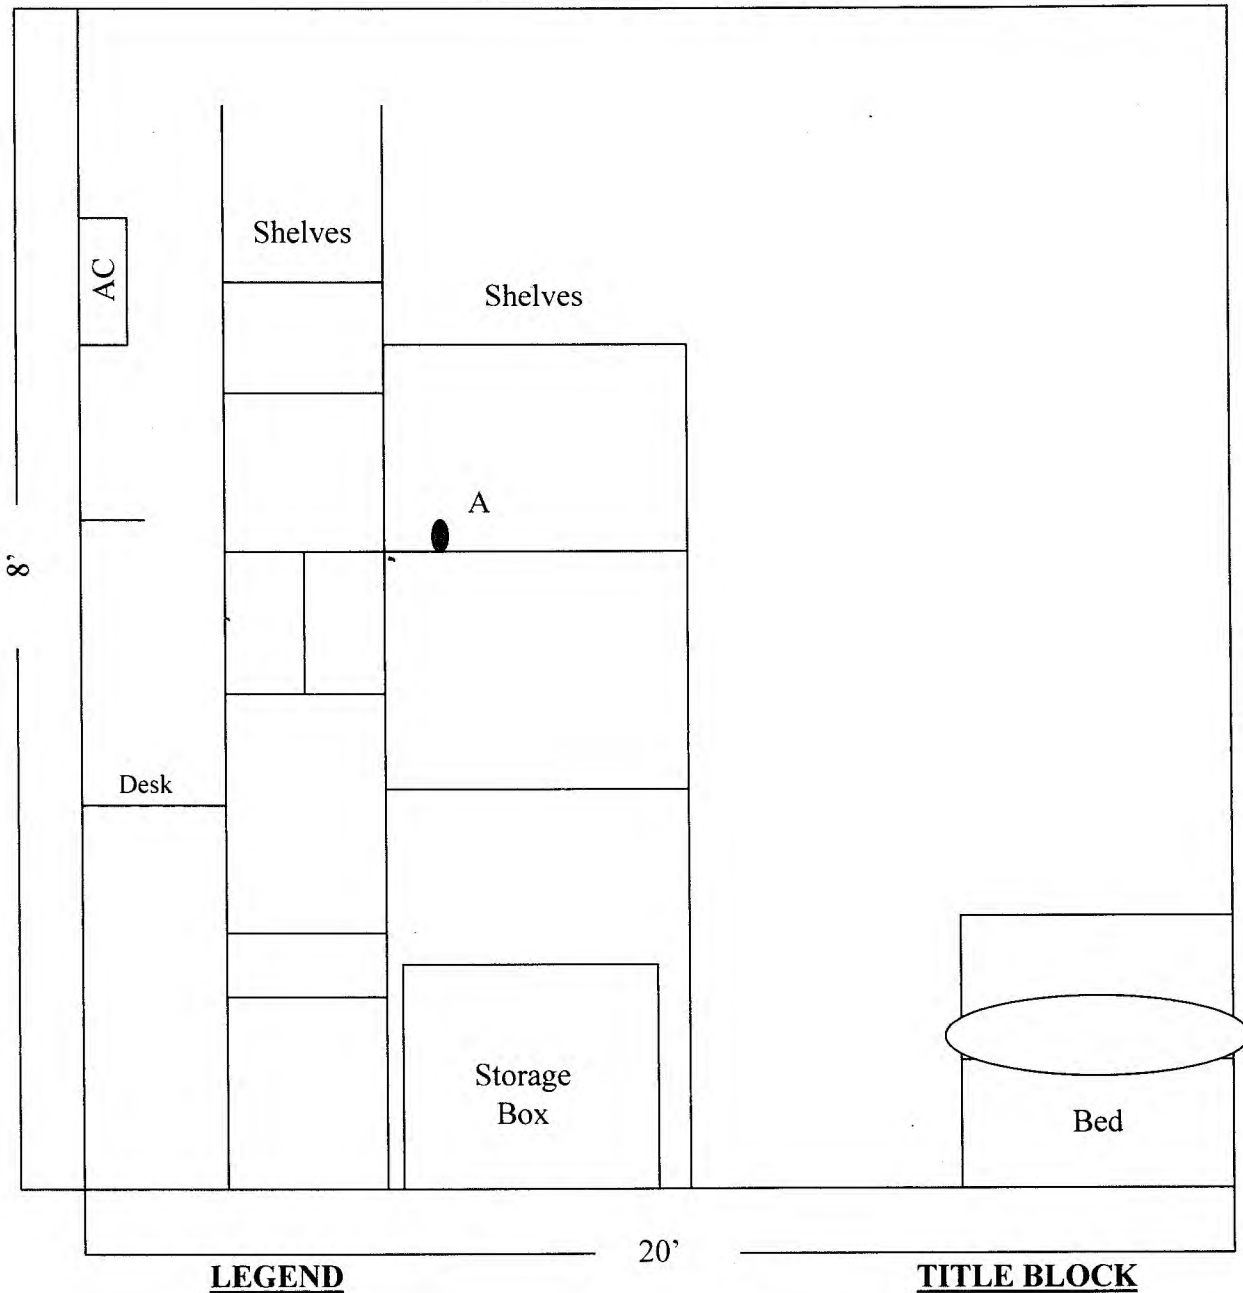 Shelves
AC
Shelves
A
8’
Desk
Storage
Box
Bed
20’
LEGEND
TITLE BLOCK